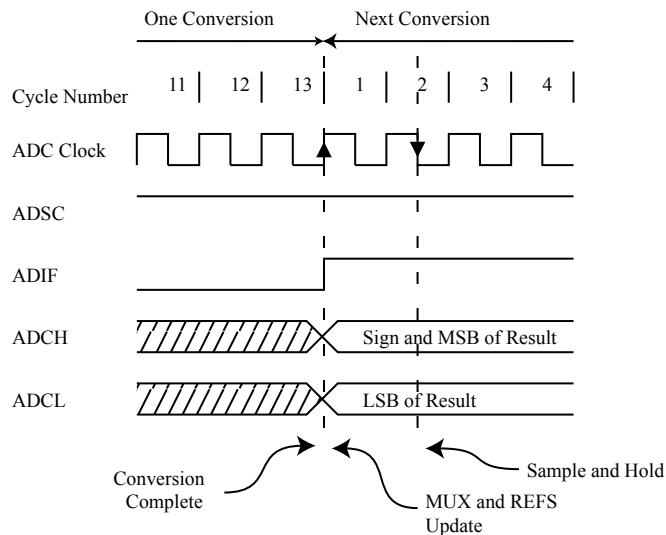 One Conversion Next Conversion
Cycle Number 11 12 13 1 2 3 4
ADC Clock
ADSC
ADIF
ADCH Sign and MSB of Result
ADCL LSB of Result
Conversion
Complete
MUX and REFS
Update
Sample and Hold